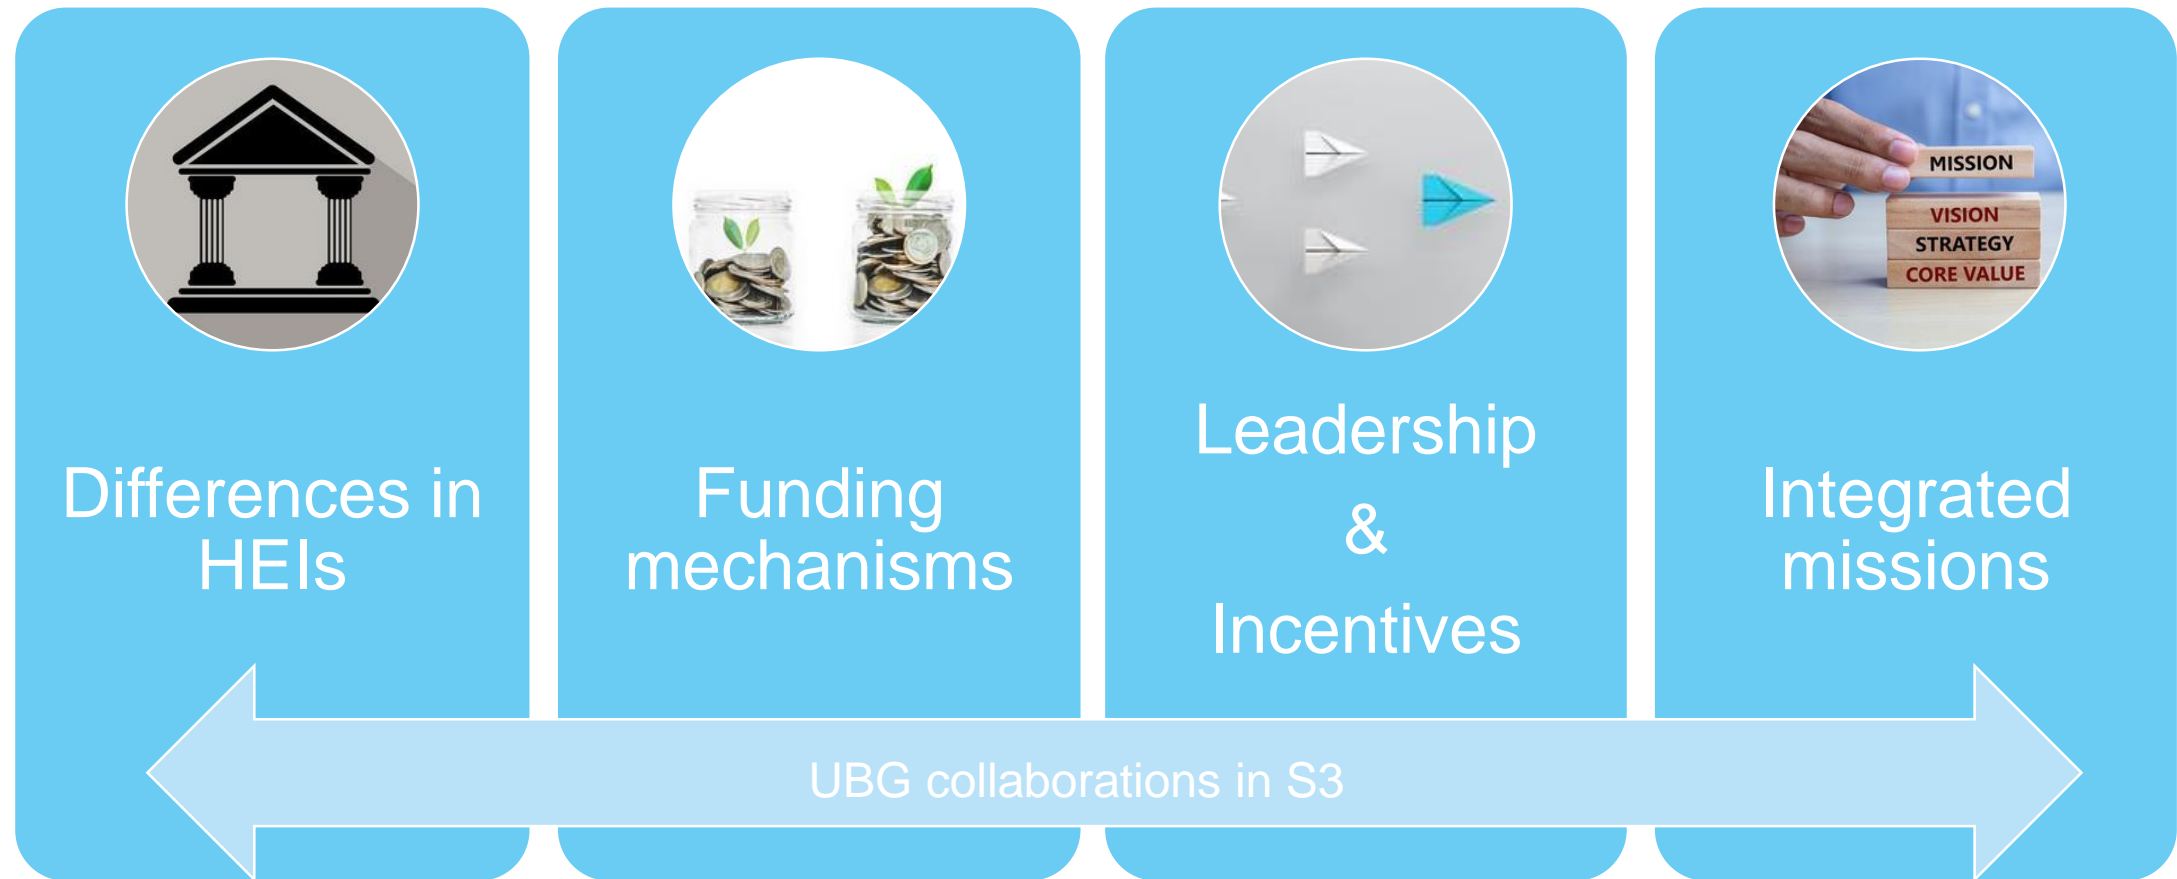 Differences in
HEIs
Funding
mechanisms
Leadership
&
Incentives
MISSION
VISION
STRATEGY
CORE VALUE
Integrated
missions
UBG collaborations in S3